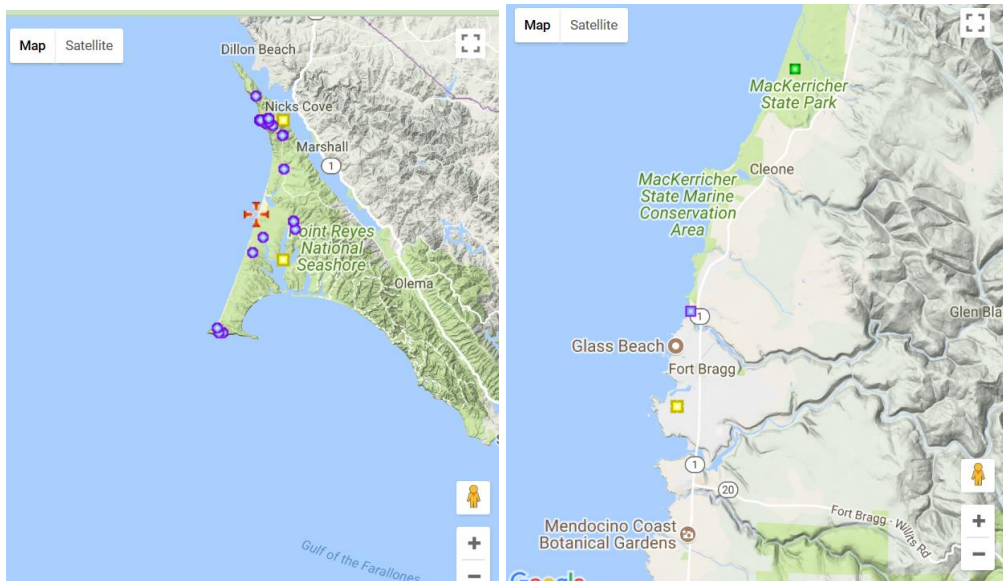 Map Satellite
Dillon Beach
Nicks Cove
Marshall
1
Point Reyes
National
Seashore
Olema
Gulf of the Farallones
+
−
Map Satellite
MacKerricher
State Park
Cleone
MacKerricher
State Marine
Conservation
Area
1
Glen Bla
Glass Beach
Fort Bragg
1
20
Fort Bragg - Willits Rd
Mendocino Coast
Botanical Gardens
+
−
Google